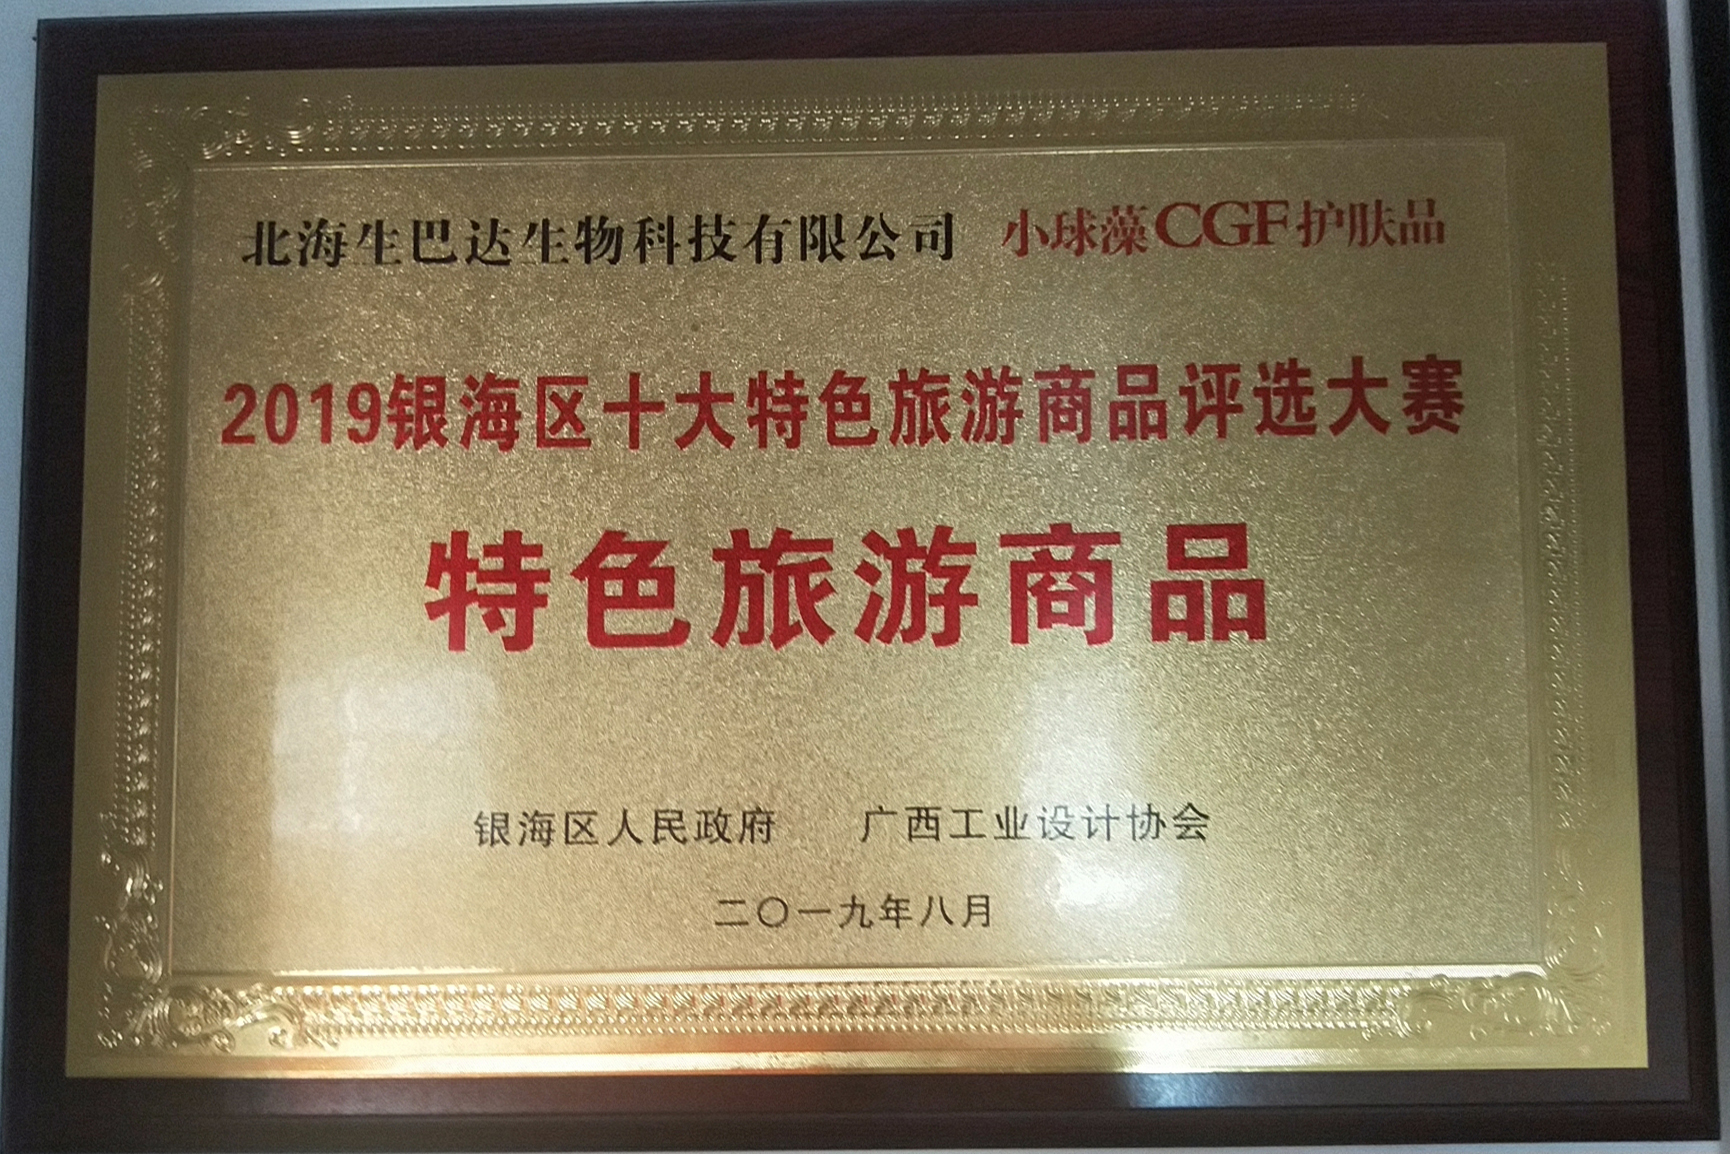 北海生巴达生物科技有限公司 小球藻CGF护肤品
2019银海区十大特色旅游商品评选大赛
特色旅游商品
银海区人民政府 广西工业设计协会
二〇一九年八月